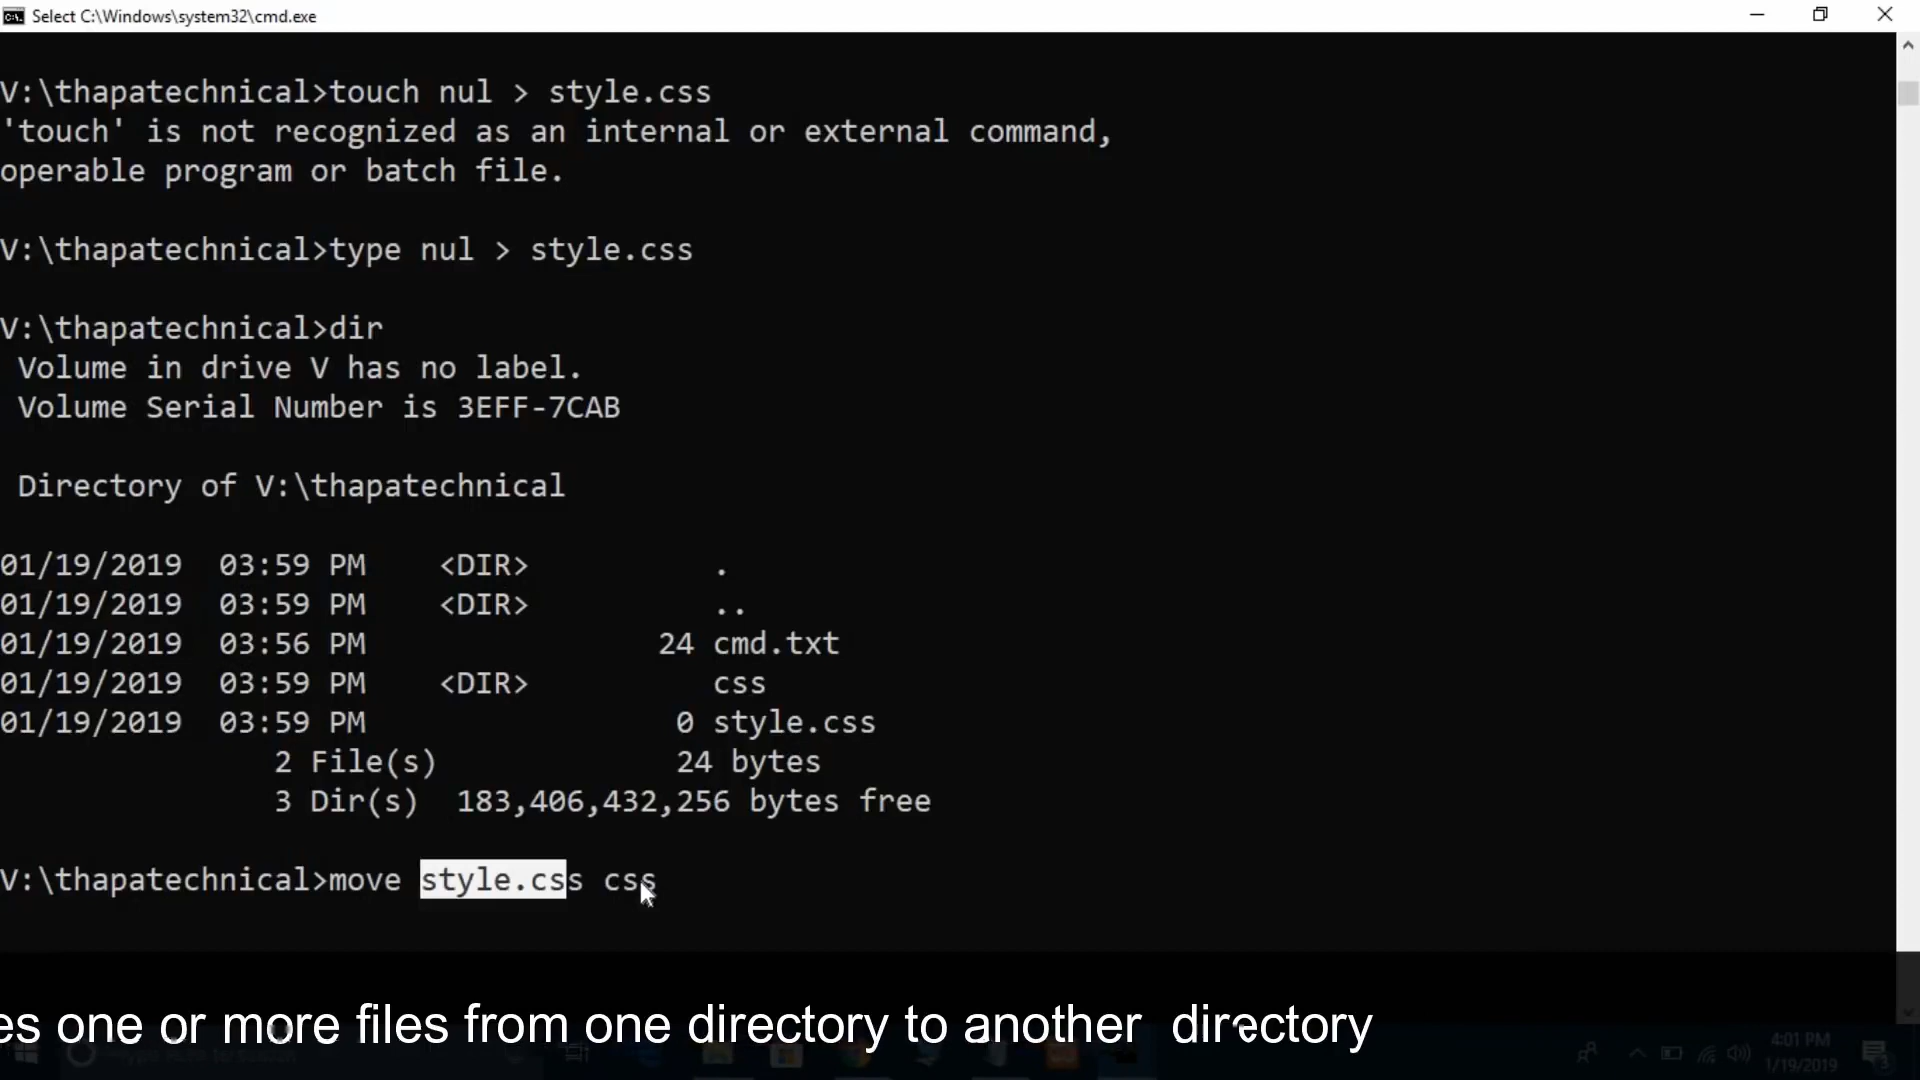 Select C:\Windows\system32\cmd.exe
V:\thapatechnical>touch nul > style.css
'touch' is not recognized as an internal or external command,
operable program or batch file.
V:\thapatechnical>type nul > style.css
V:\thapatechnical>dir
Volume in drive V has no label.
Volume Serial Number is 3EFF-7CAB
Directory of V:\thapatechnical
01/19/2019 03:59 PM <DIR> .
01/19/2019 03:59 PM <DIR> ..
01/19/2019 03:56 PM 24 cmd.txt
01/19/2019 03:59 PM <DIR> css
01/19/2019 03:59 PM 0 style.css
2 File(s) 24 bytes
3 Dir(s) 183,406,432,256 bytes free
V:\thapatechnical>move style.css css
es one or more files from one directory to another directory
4:01 PM
1/19/2019